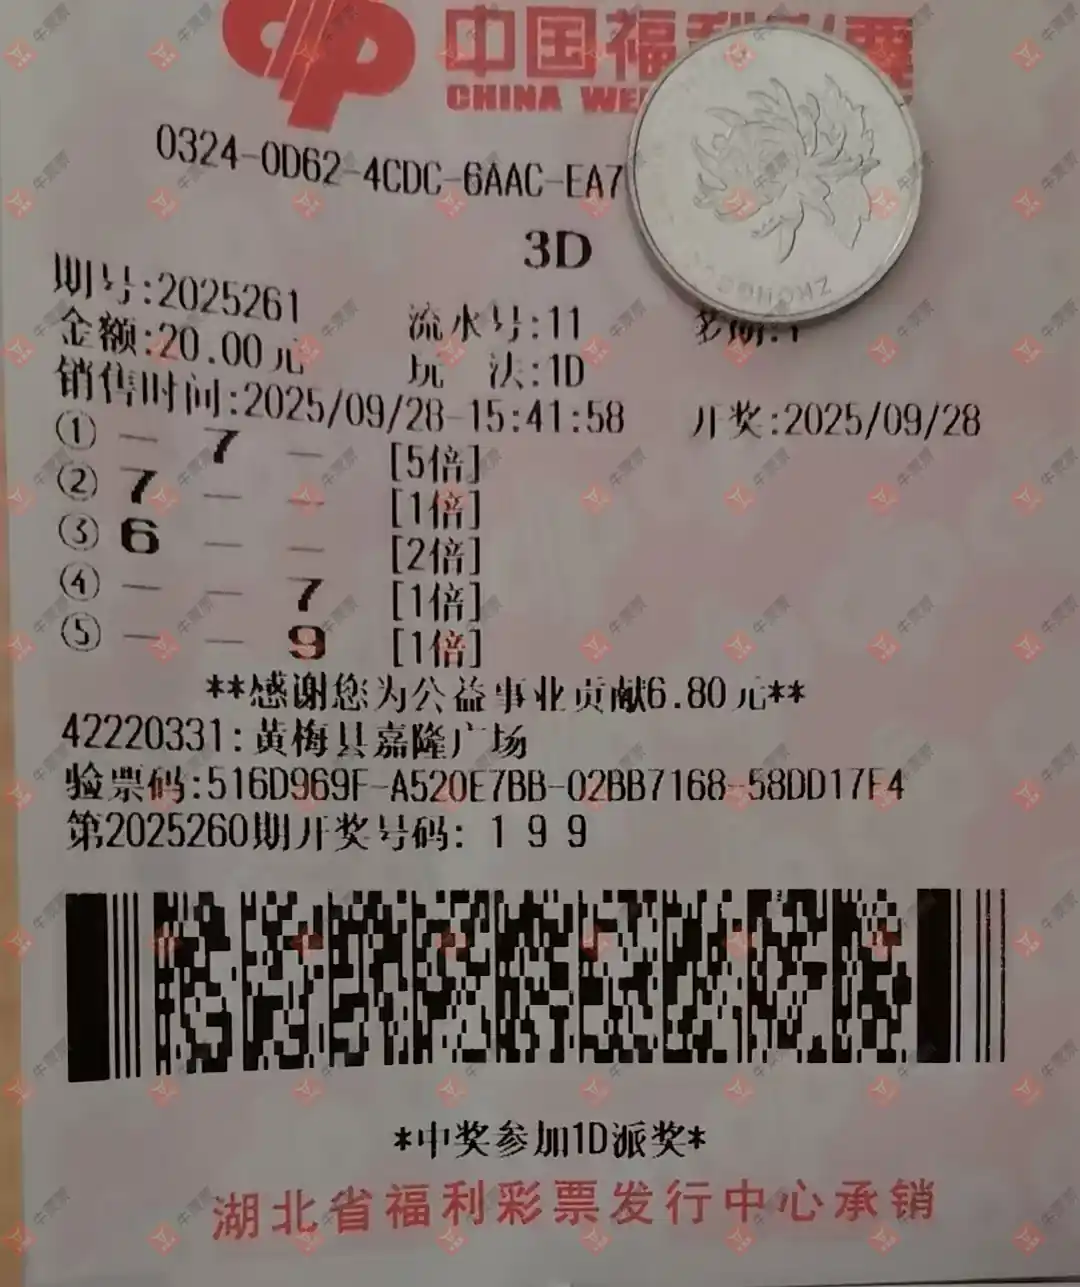 中国福利彩票
CHINA WE
0324-0D62-4CDC-6AAC-EA7
3D
期号:2025261 流水号:11 多期:1
金额:20.00元 玩 法:1D
销售时间:2025/09/28-15:41:58 开奖:2025/09/28
① — 7 — [5倍]
② 7 — — [1倍]
③ 6 — — [2倍]
④ — — 7 [1倍]
⑤ — — 9 [1倍]
**感谢您为公益事业贡献6.80元**
42220331:黄梅县嘉隆广场
验票码:516D969F-A520E7BB-02BB7168-58DD17F4
第2025260期开奖号码: 1 9 9
*中奖参加1D派奖*
湖北省福利彩票发行中心承销